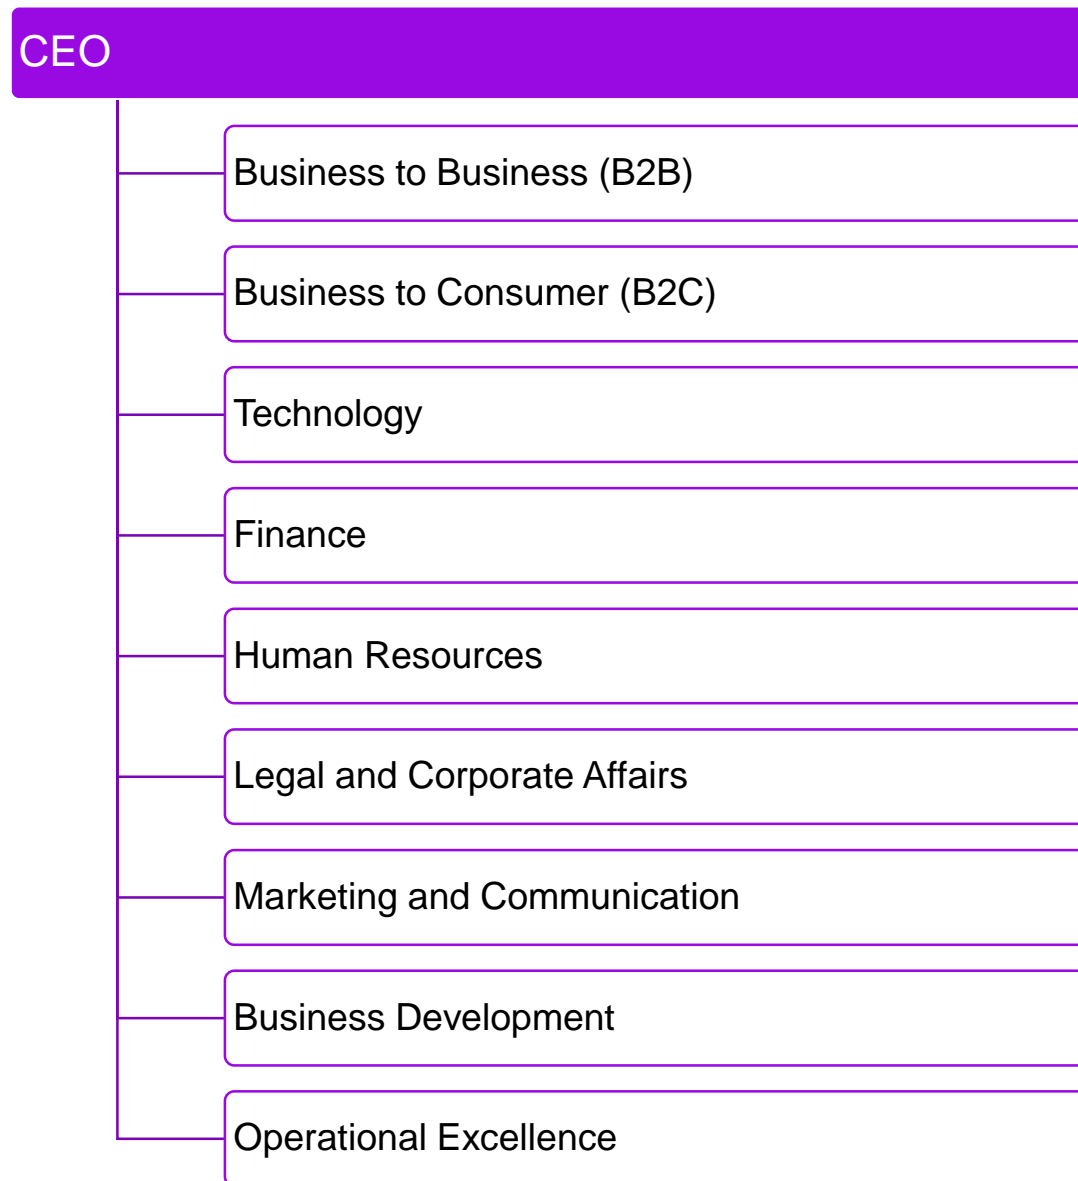 CEO
Business to Business (B2B)
Business to Consumer (B2C)
Technology
Finance
Human Resources
Legal and Corporate Affairs
Marketing and Communication
Business Development
Operational Excellence